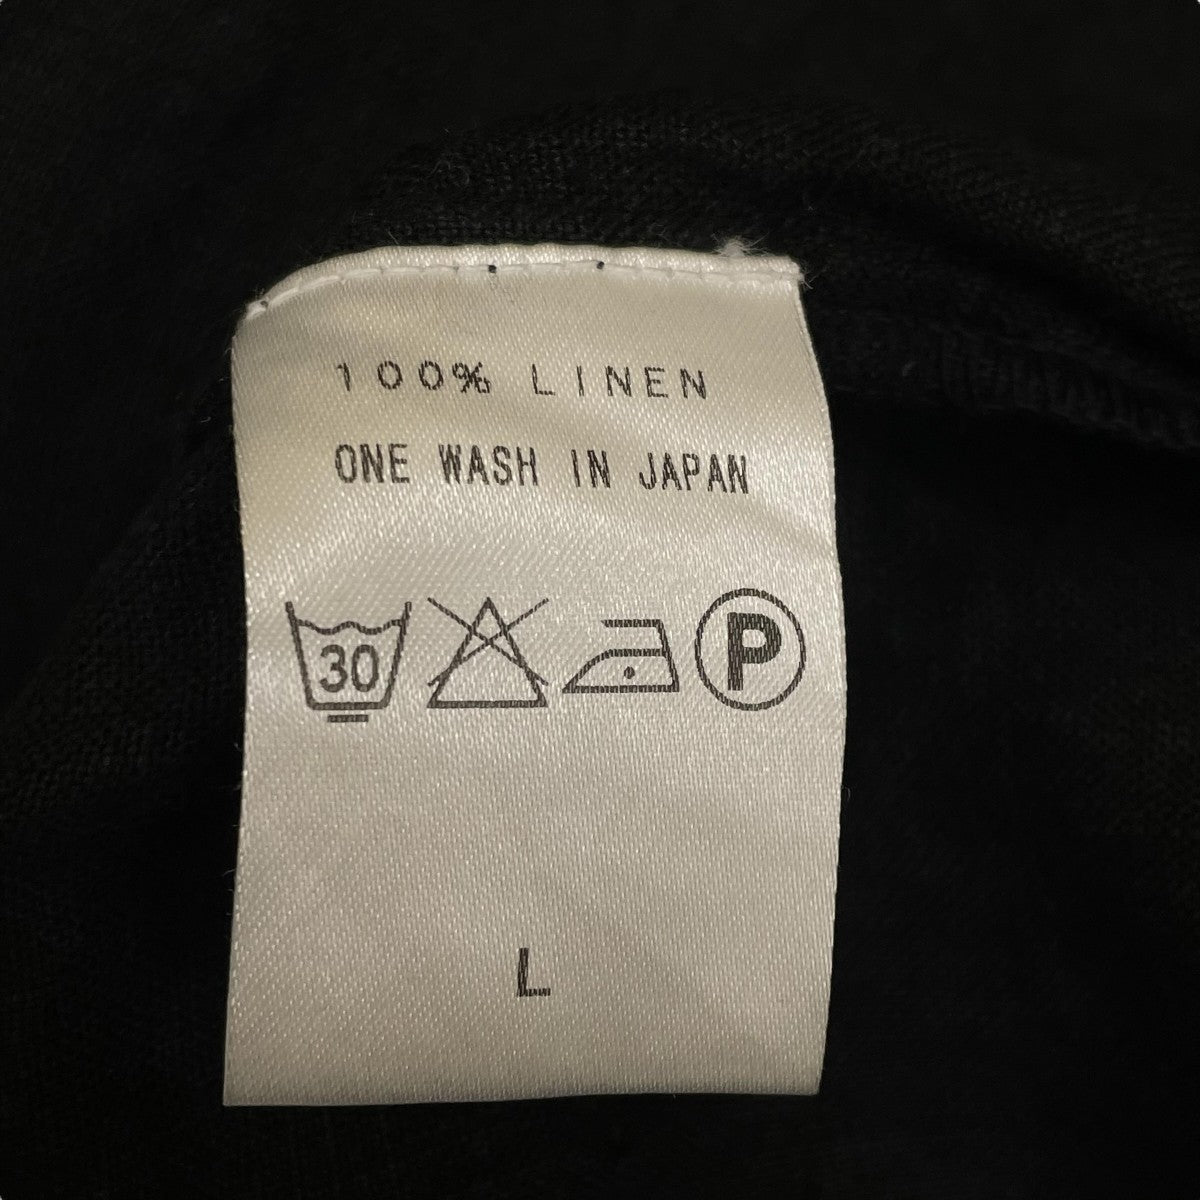 100% LINEN
ONE WASH IN JAPAN
30 P
L